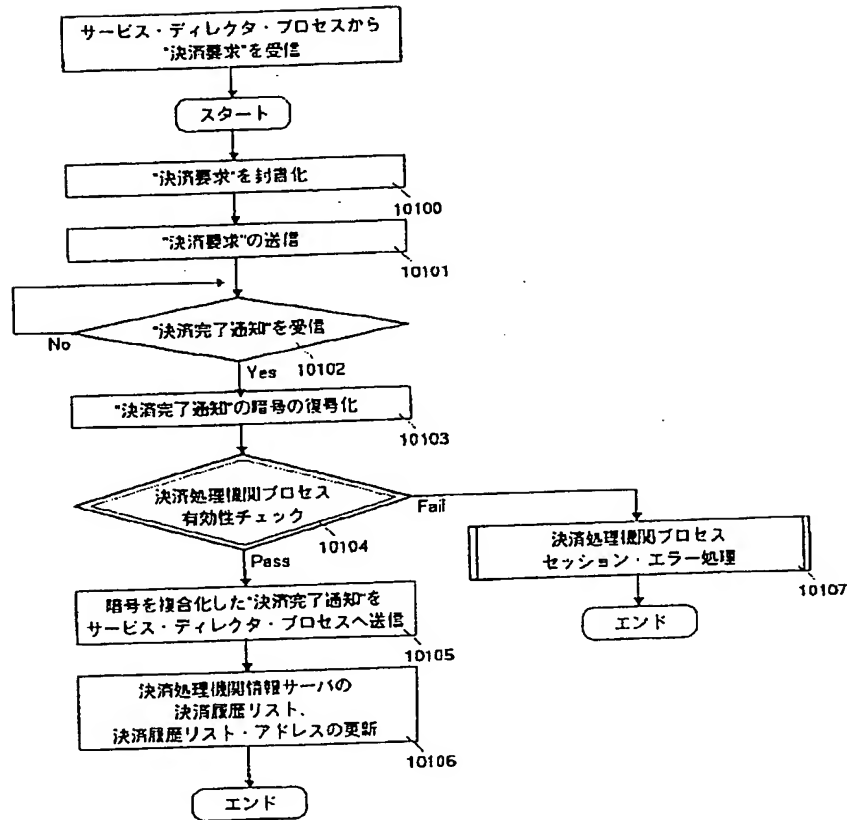 サービス・ディレクタ・プロセスから
"決済要求"を受信
スタート
"決済要求"を封書化
10100
"決済要求"の送信
10101
"決済完了通知"を受信
No
10102
Yes
"決済完了通知"の暗号の復号化
10103
決済処理機関プロセス
有効性チェック
Fail
10104
Pass
決済処理機関プロセス
セッション・エラー処理
10107
エンド
暗号を複合化した"決済完了通知"を
サービス・ディレクタ・プロセスへ送信
10105
決済処理機関情報サーバの
決済履歴リスト、
決済履歴リスト・アドレスの更新
10106
エンド